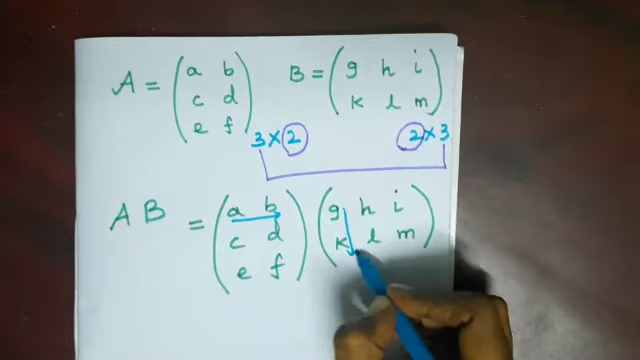 A = (a b B = (g h i
c d k l m)
e f)
3 × 2 2 × 3
AB = (a b (g h i
c d k l m)
e f)